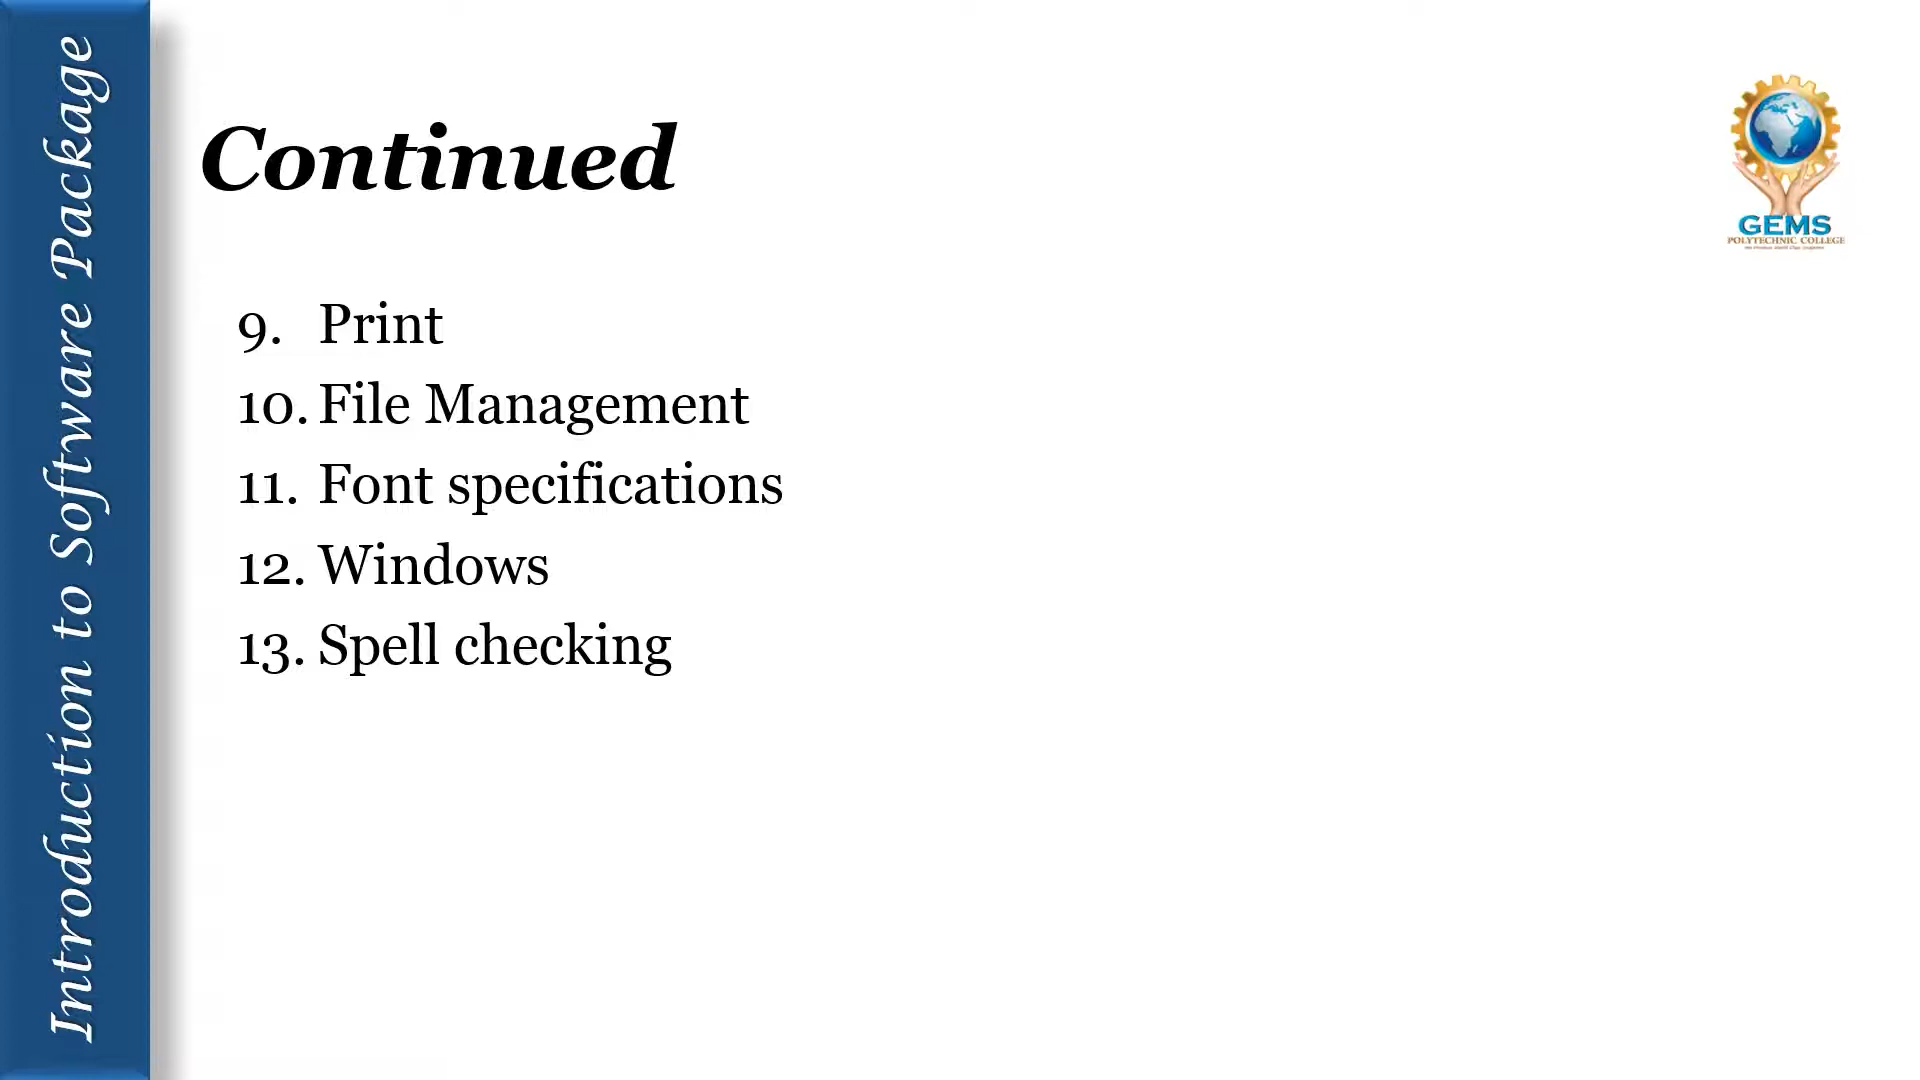 Introduction to Software Package
Continued
GEMS
POLYTECHNIC COLLEGE
9. Print
10. File Management
11. Font specifications
12. Windows
13. Spell checking